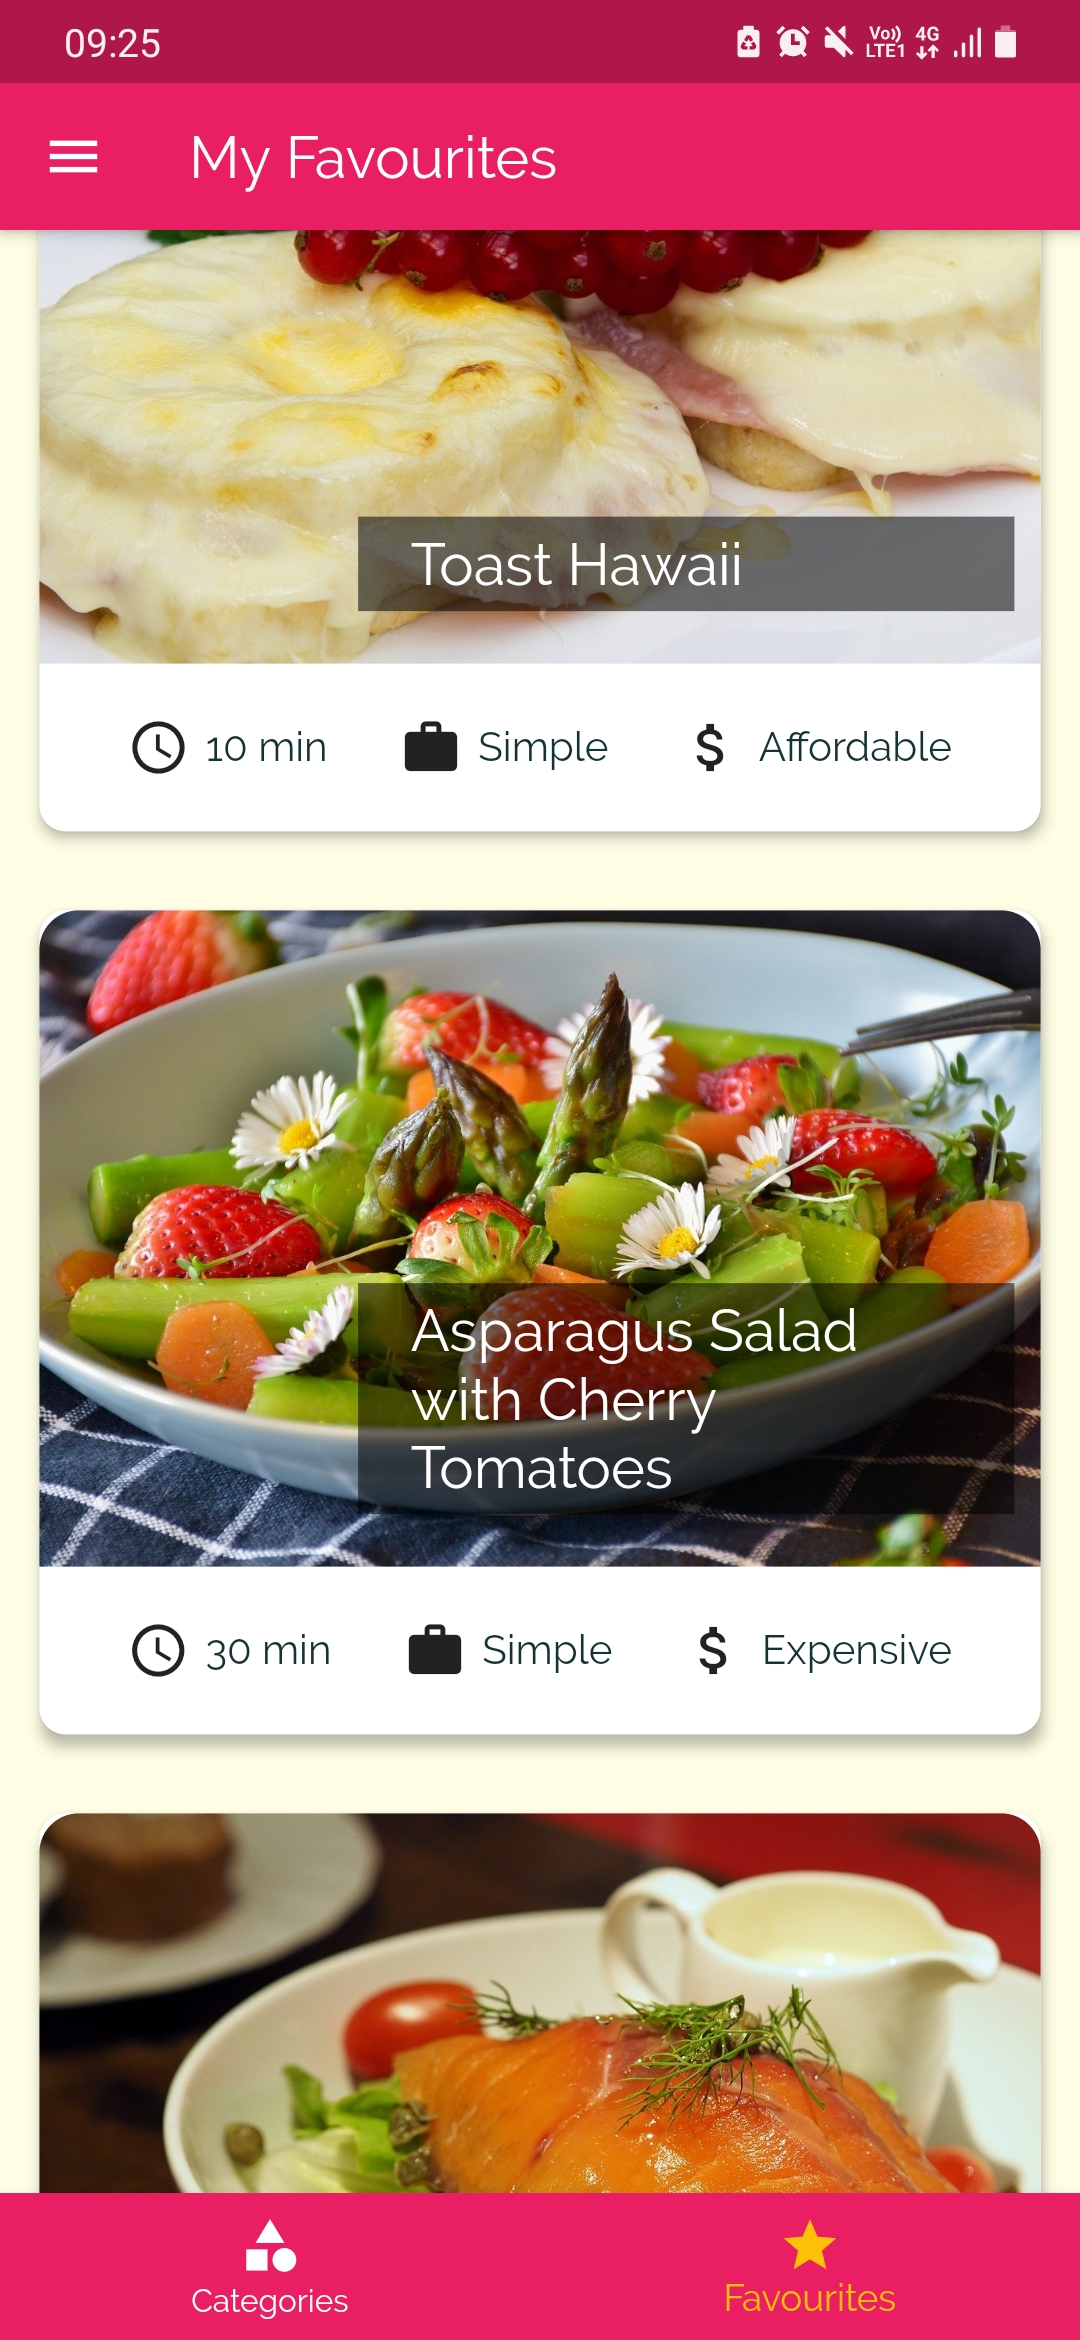 09:25
Vo))
LTE1
4G
My Favourites
Toast Hawaii
10 min
Simple
$
Affordable
Asparagus Salad
with Cherry
Tomatoes
30 min
Simple
$
Expensive
Categories
Favourites